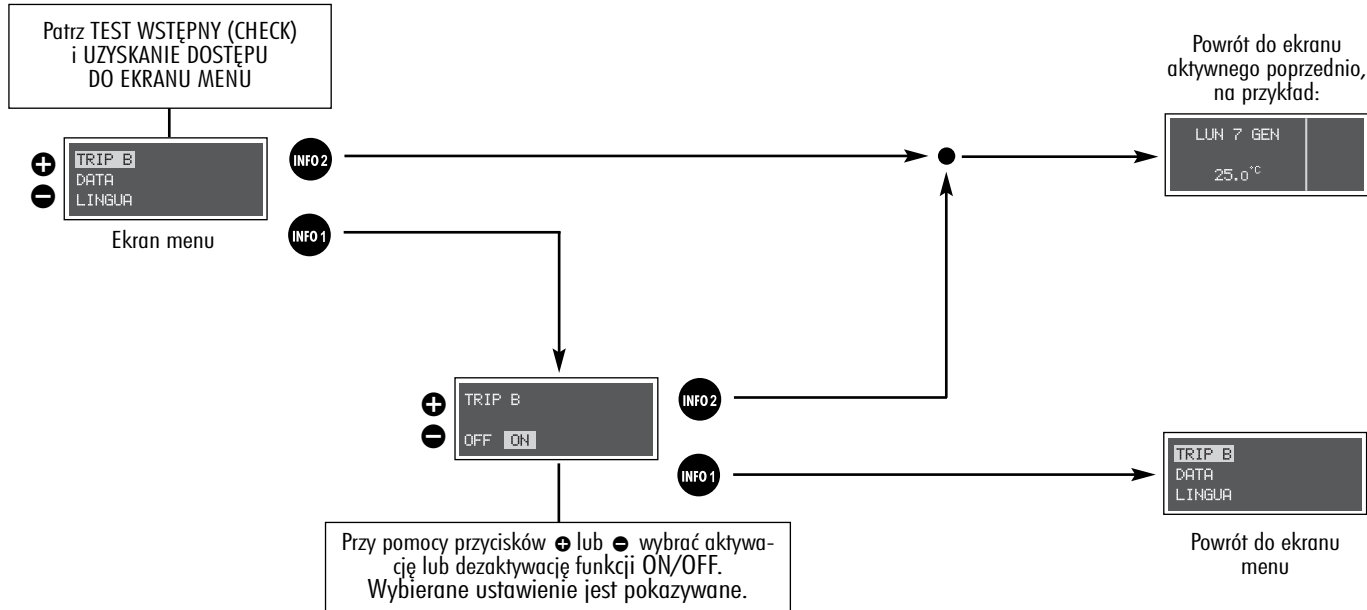 Patrz TEST WSTĘPNY (CHECK)
i UZYSKANIE DOSTĘPU
DO EKRANU MENU
TRIP B
DATA
LINGUA
Ekran menu
INFO 2
INFO 1
Powrót do ekranu
aktywnego poprzednio,
na przykład:
LUN 7 GEN
25.0°C
TRIP B
OFF ON
INFO 2
INFO 1
Przy pomocy przycisków + lub - wybrać aktywa-
cję lub dezaktywację funkcji ON/OFF.
Wybierane ustawienie jest pokazywane.
TRIP B
DATA
LINGUA
Powrót do ekranu
menu